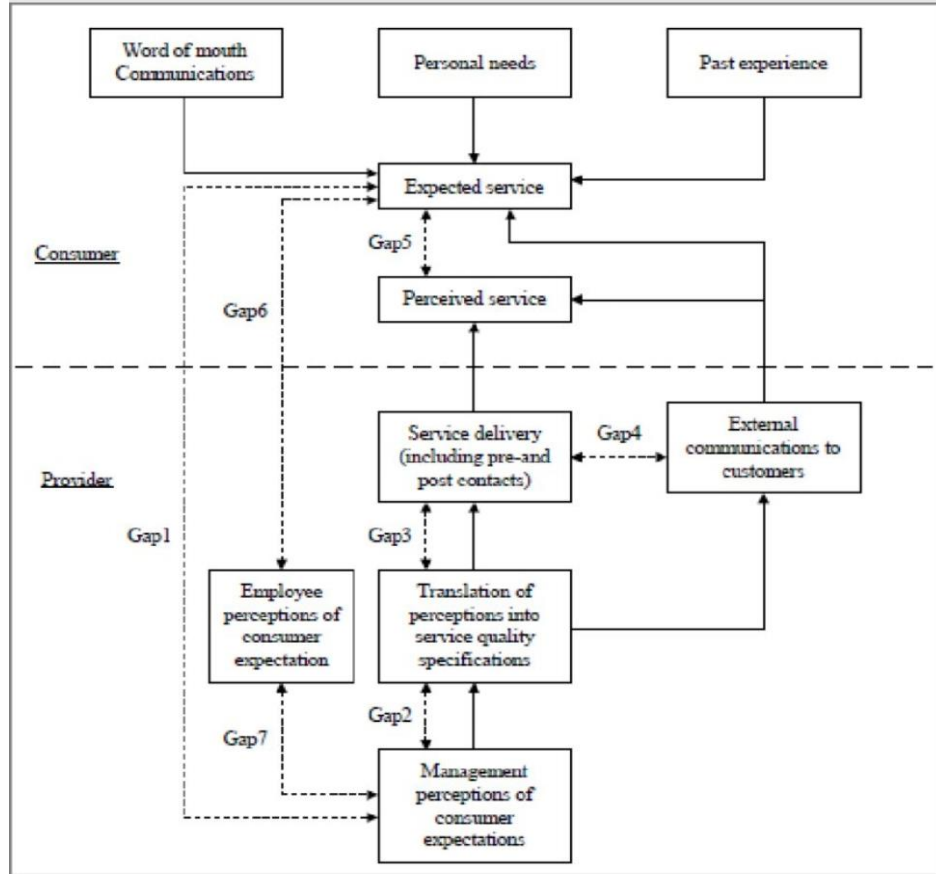 Word of mouth
Communications
Personal needs
Past experience
Expected service
Gap5
Consumer
Perceived service
Gap6
Service delivery
(including pre-and
post contacts)
Gap4
External
communications to
customers
Provider
Gap1
Gap3
Employee
perceptions of
consumer
expectation
Translation of
perceptions into
service quality
specifications
Gap2
Gap7
Management
perceptions of
consumer
expectations